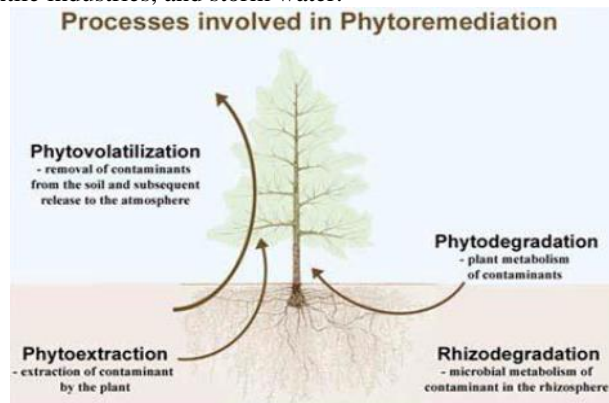 Processes involved in Phytoremediation
Phytovolatilization
- removal of contaminants
from the soil and subsequent
release to the atmosphere
Phytodegradation
- plant metabolism
of contaminants
Phytoextraction
- extraction of contaminant
by the plant
Rhizodegradation
- microbial metabolism of
contaminant in the rhizosphere